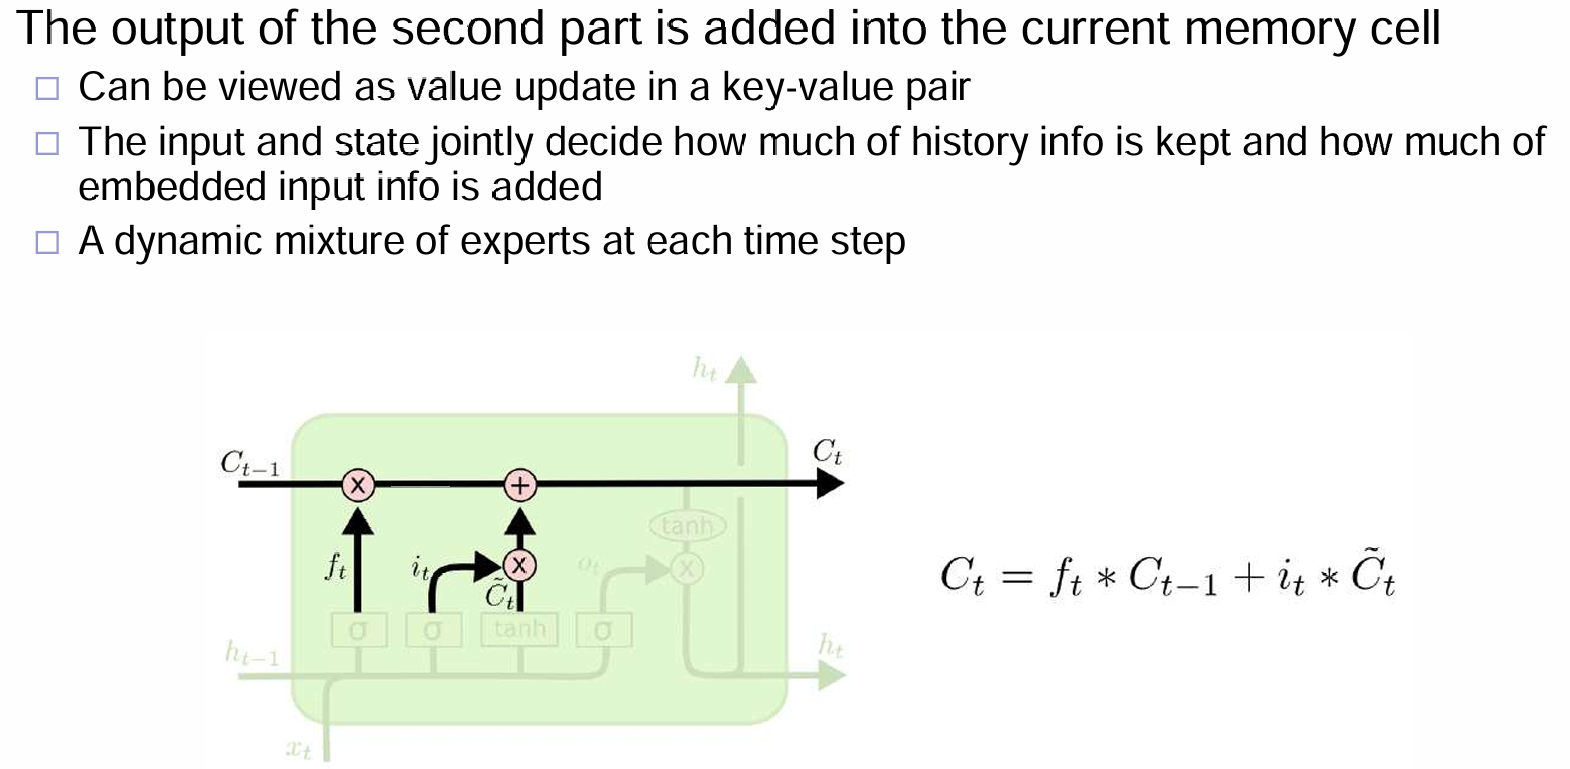 The output of the second part is added into the current memory cell
Can be viewed as value update in a key-value pair
The input and state jointly decide how much of history info is kept and how much of
embedded input info is added
A dynamic mixture of experts at each time step
h_t
C_{t-1}
C_t
x
+
tanh
f_t
i_t
x
o_t
x
C̃_t
C_t = f_t * C_{t-1} + i_t * C̃_t
σ
σ
tanh
σ
h_{t-1}
h_t
x_t